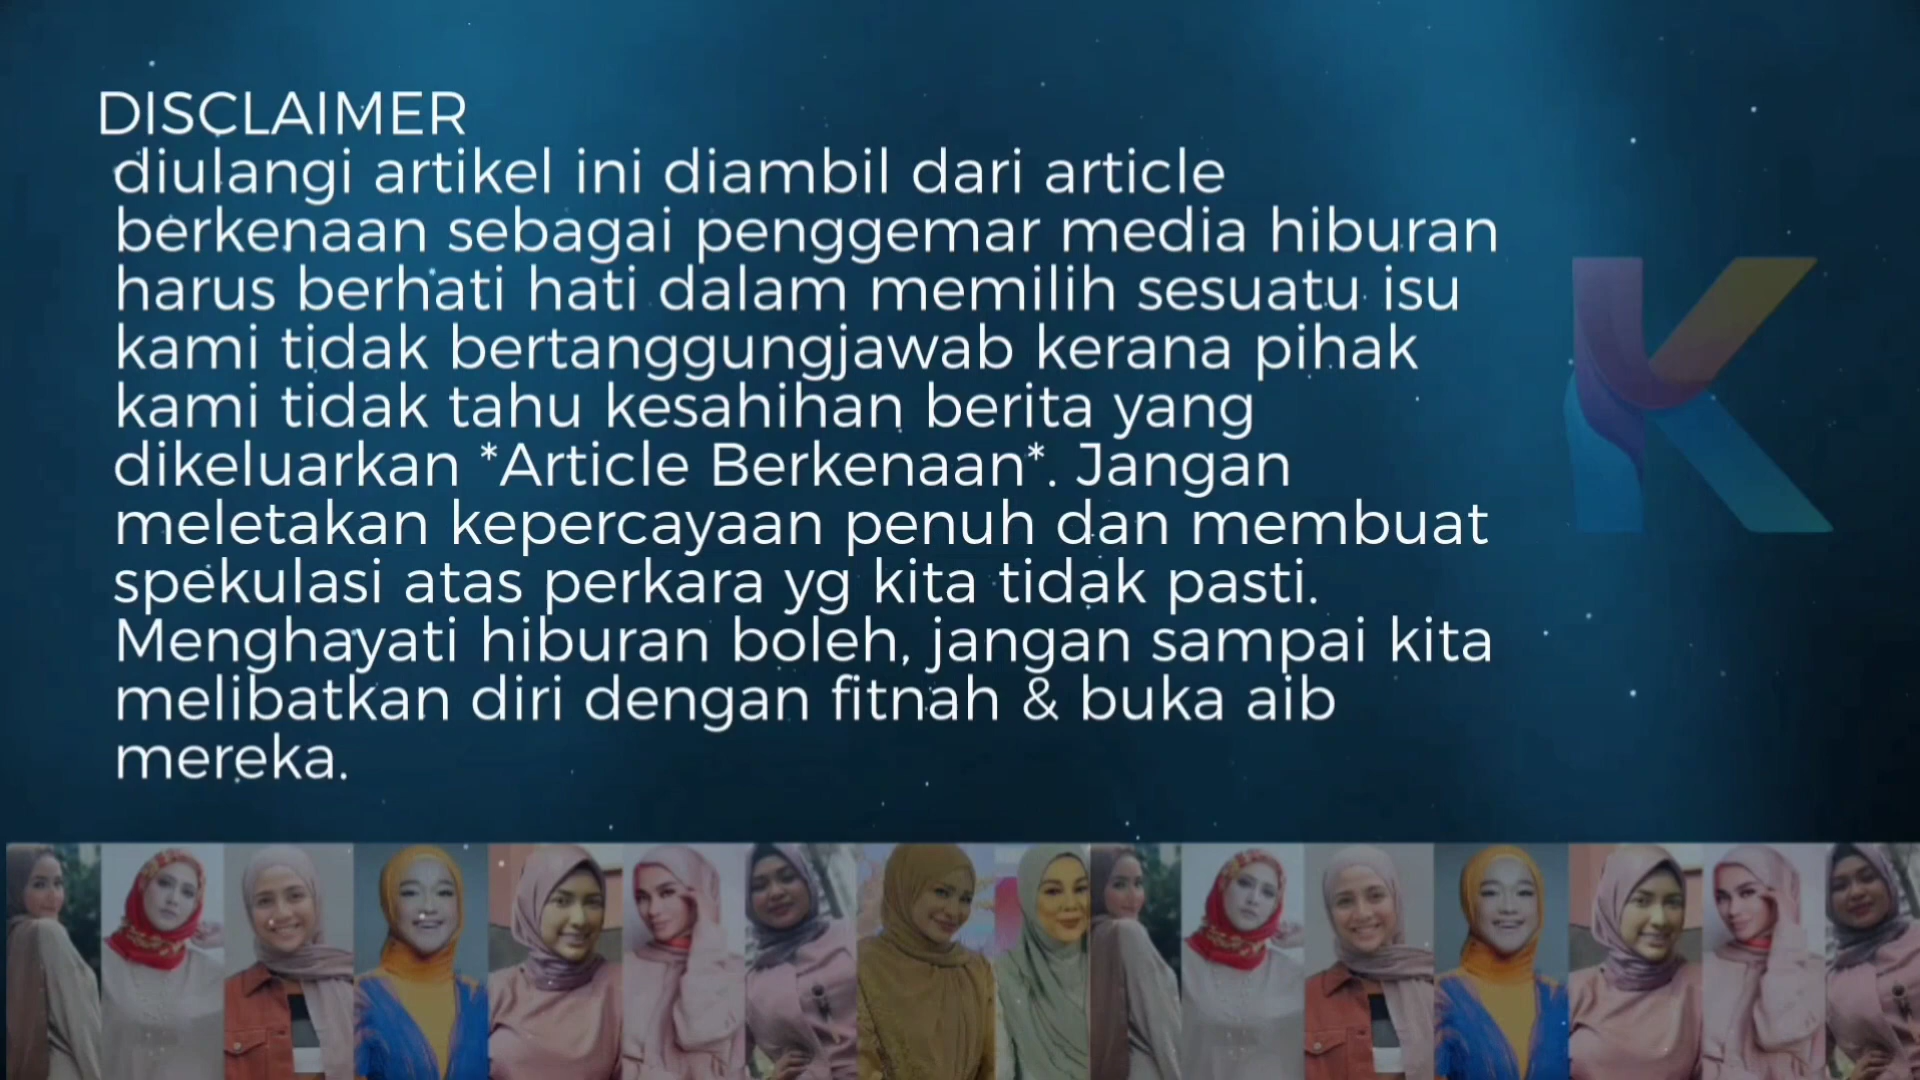 DISCLAIMER
diulangi artikel ini diambil dari article
berkenaan sebagai penggemar media hiburan
harus berhati hati dalam memilih sesuatu isu
kami tidak bertanggungjawab kerana pihak
kami tidak tahu kesahihan berita yang
dikeluarkan *Article Berkenaan*. Jangan
meletakan kepercayaan penuh dan membuat
spekulasi atas perkara yg kita tidak pasti.
Menghayati hiburan boleh, jangan sampai kita
melibatkan diri dengan fitnah & buka aib
mereka.
K